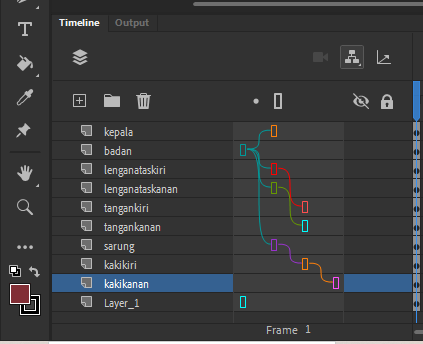 Timeline Output
kepala
badan
lenganataskiri
lenganataskanan
tangankiri
tangankanan
sarung
kakikiri
kakikanan
Layer_1
Frame 1